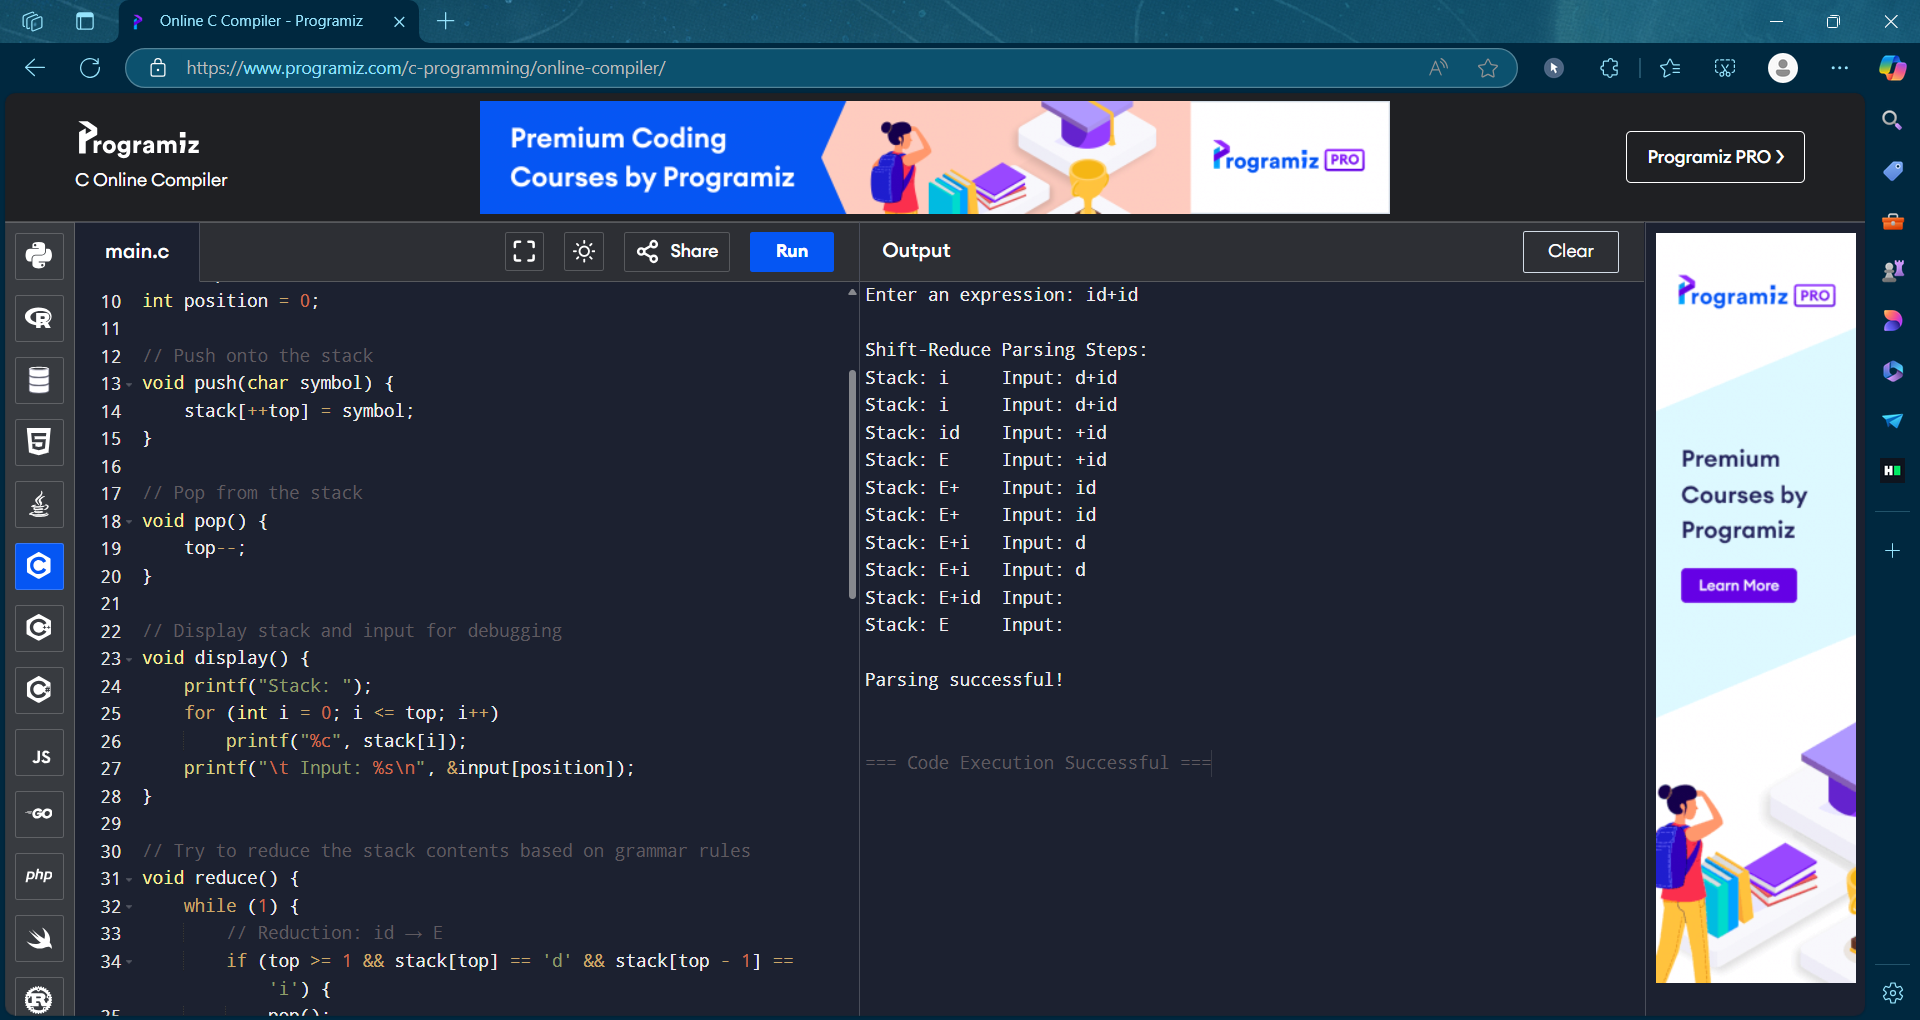 Online C Compiler - Programiz
https://www.programiz.com/c-programming/online-compiler/
Programiz
C Online Compiler
Premium Coding
Courses by Programiz
Programiz PRO
Programiz PRO
main.c
Share
Run
Output
Clear
10 int position = 0;
11
12 // Push onto the stack
13 void push(char symbol) {
14 stack[++top] = symbol;
15 }
16
17 // Pop from the stack
18 void pop() {
19 top--;
20 }
21
22 // Display stack and input for debugging
23 void display() {
24 printf("Stack: ");
25 for (int i = 0; i <= top; i++)
26 printf("%c", stack[i]);
27 printf("\t Input: %s\n", &input[position]);
28 }
29
30 // Try to reduce the stack contents based on grammar rules
31 void reduce() {
32 while (1) {
33 // Reduction: id → E
34 if (top >= 1 && stack[top] == 'd' && stack[top - 1] ==
'i') {
Enter an expression: id+id
Shift-Reduce Parsing Steps:
Stack: i Input: d+id
Stack: i Input: d+id
Stack: id Input: +id
Stack: E Input: +id
Stack: E+ Input: id
Stack: E+ Input: id
Stack: E+i Input: d
Stack: E+i Input: d
Stack: E+id Input:
Stack: E Input:
Parsing successful!
=== Code Execution Successful ===
Programiz PRO
Premium
Courses by
Programiz
Learn More
JS
GO
php